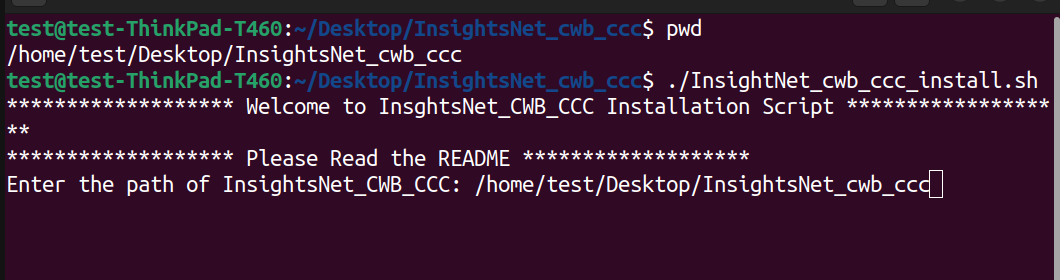 test@test-ThinkPad-T460:~/Desktop/InsightsNet_cwb_ccc$ pwd
/home/test/Desktop/InsightsNet_cwb_ccc
test@test-ThinkPad-T460:~/Desktop/InsightsNet_cwb_ccc$ ./InsightNet_cwb_ccc_install.sh
******************* Welcome to InsghtsNet_CWB_CCC Installation Script *****************
**
******************* Please Read the README *******************
Enter the path of InsightsNet_CWB_CCC: /home/test/Desktop/InsightsNet_cwb_ccc